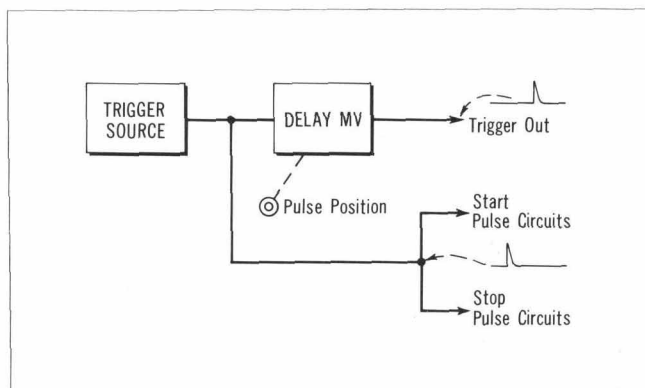 TRIGGER
SOURCE
DELAY MV
Trigger Out
Pulse Position
Start
Pulse Circuits
Stop
Pulse Circuits